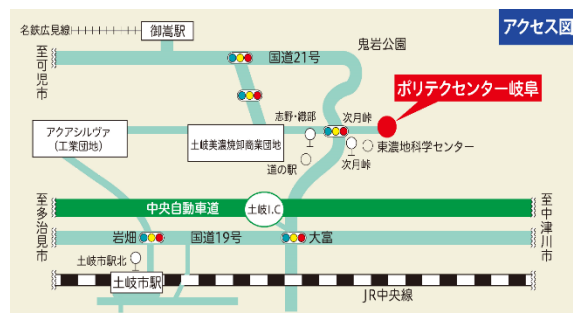 アクセス図
名鉄広見線
御嵩駅
至可児市
国道21号
鬼岩公園
ポリテクセンター岐阜
アクアシルヴァ
(工業団地)
土岐美濃焼卸商業団地
志野・織部
次月峠
道の駅
次月峠
東濃地科学センター
至多治見市
中央自動車道
土岐I.C
至中津川市
岩畑
国道19号
大富
土岐市駅北
土岐市駅
JR中央線